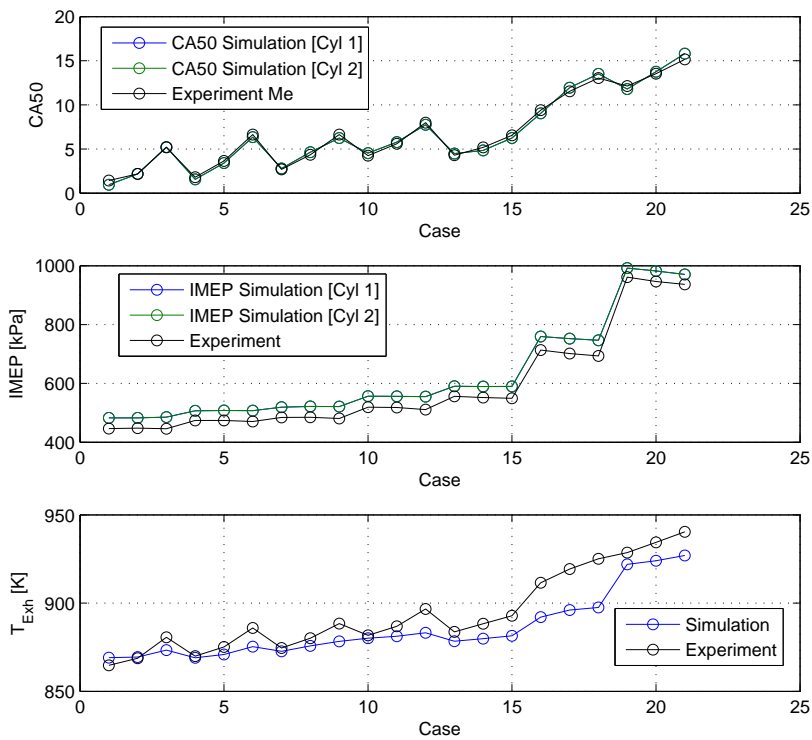 20
15
10
5
0
CA50
CA50 Simulation [Cyl 1]
CA50 Simulation [Cyl 2]
Experiment Me
0 5 10 15 20 25
Case
1000
800
600
400
IMEP [kPa]
IMEP Simulation [Cyl 1]
IMEP Simulation [Cyl 2]
Experiment
0 5 10 15 20 25
Case
950
900
850
T_Exh [K]
Simulation
Experiment
0 5 10 15 20 25
Case